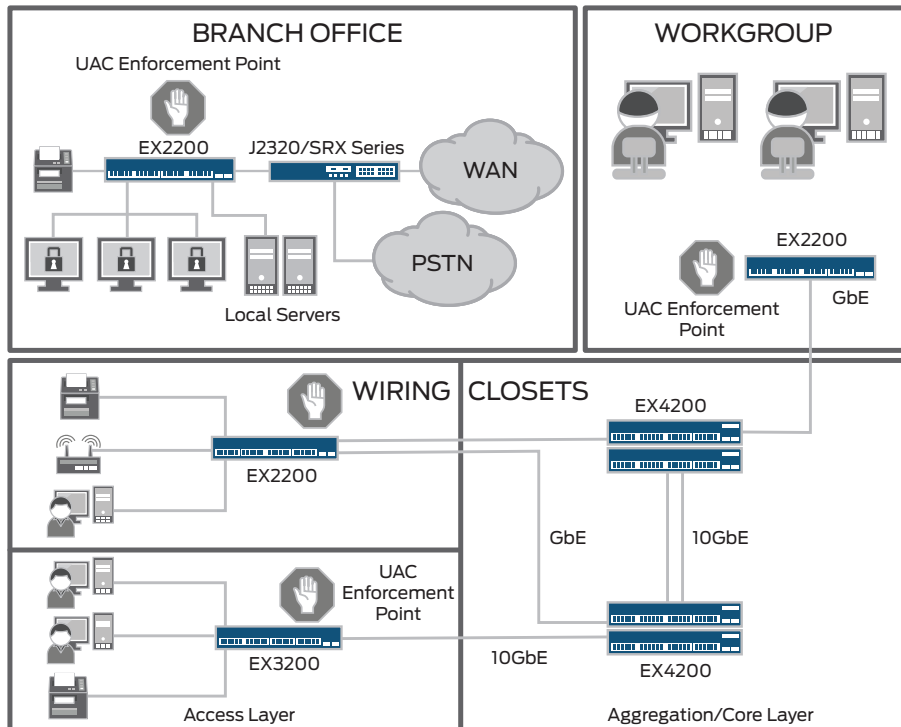 BRANCH OFFICE
UAC Enforcement Point
EX2200
J2320/SRX Series
WAN
PSTN
Local Servers
WORKGROUP
EX2200
GbE
UAC Enforcement
Point
WIRING
CLOSETS
EX2200
EX4200
GbE
10GbE
UAC
Enforcement
Point
EX3200
10GbE
EX4200
Access Layer
Aggregation/Core Layer